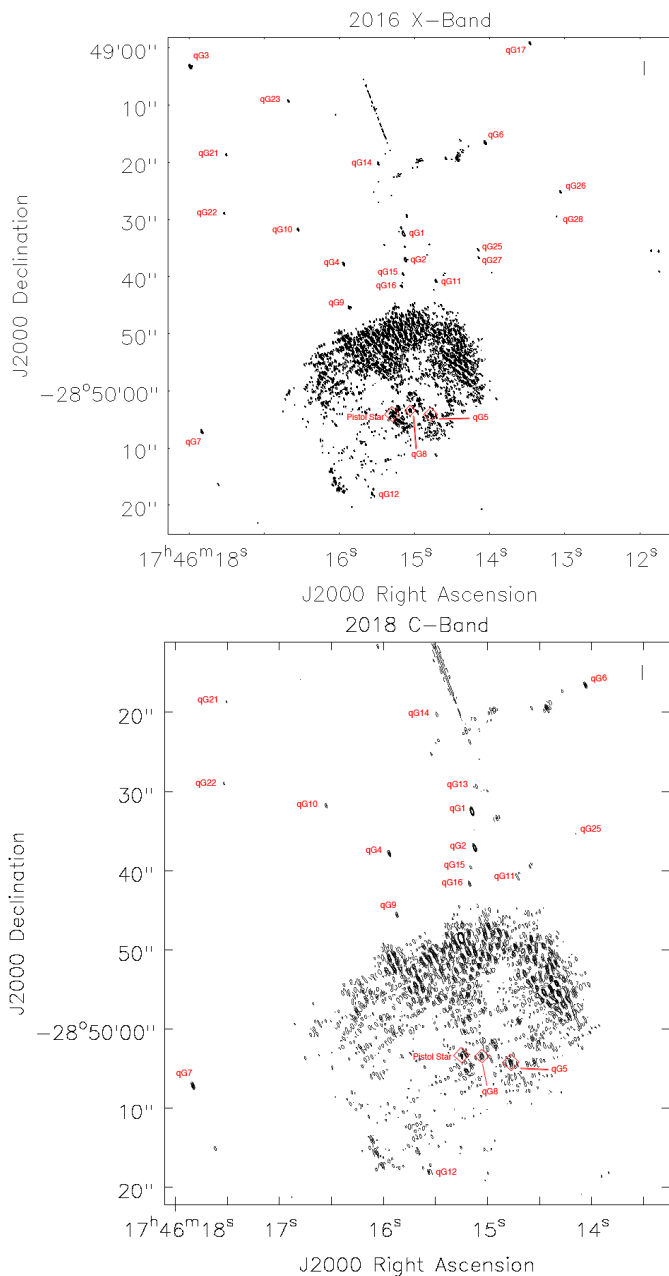 2016 X-Band
49'00"
qG3
qG17
10"
qG23
qG6
20"
qG21
qG14
qG26
30"
qG22
qG28
qG10
qG1
qG25
qG4
qG2
qG27
40"
qG15
qG11
qG16
qG9
50"
-28°50'00"
Pistol Star
qG5
10"
qG7
qG8
qG12
20"
J2000 Declination
17h46m18s
16s
15s
14s
13s
12s
J2000 Right Ascension
2018 C-Band
qG6
qG21
20"
qG14
qG22
30"
qG13
qG10
qG1
qG25
qG4
qG2
40"
qG15
qG11
qG16
qG9
50"
-28°50'00"
Pistol Star
qG7
qG5
qG8
10"
qG12
20"
J2000 Declination
17h46m18s
17s
16s
15s
14s
J2000 Right Ascension